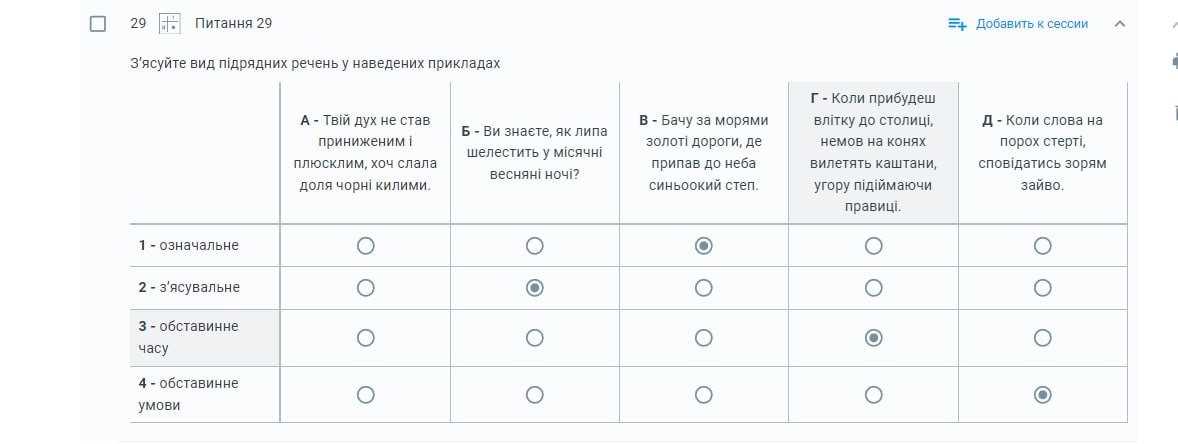 29 Питання 29 Добавить к сессии
З’ясуйте вид підрядних речень у наведених прикладах
А - Твій дух не став
приниженим і
плюсклим, хоч слала
доля чорні килими.
Б - Ви знаєте, як липа
шелестить у місячні
весняні ночі?
В - Бачу за морями
золоті дороги, де
припав до неба
синьоокий степ.
Г - Коли прибудеш
влітку до столиці,
немов на конях
вилетять каштани,
угору підіймаючи
правиці.
Д - Коли слова на
порох стерті,
сповідатись зорям
зайво.
1 - означальне
2 - з’ясувальне
3 - обставинне
часу
4 - обставинне
умови